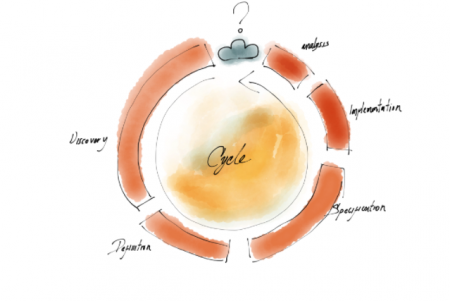 ?
analysis
Implementation
Discovery
Cycle
Specification
Definition